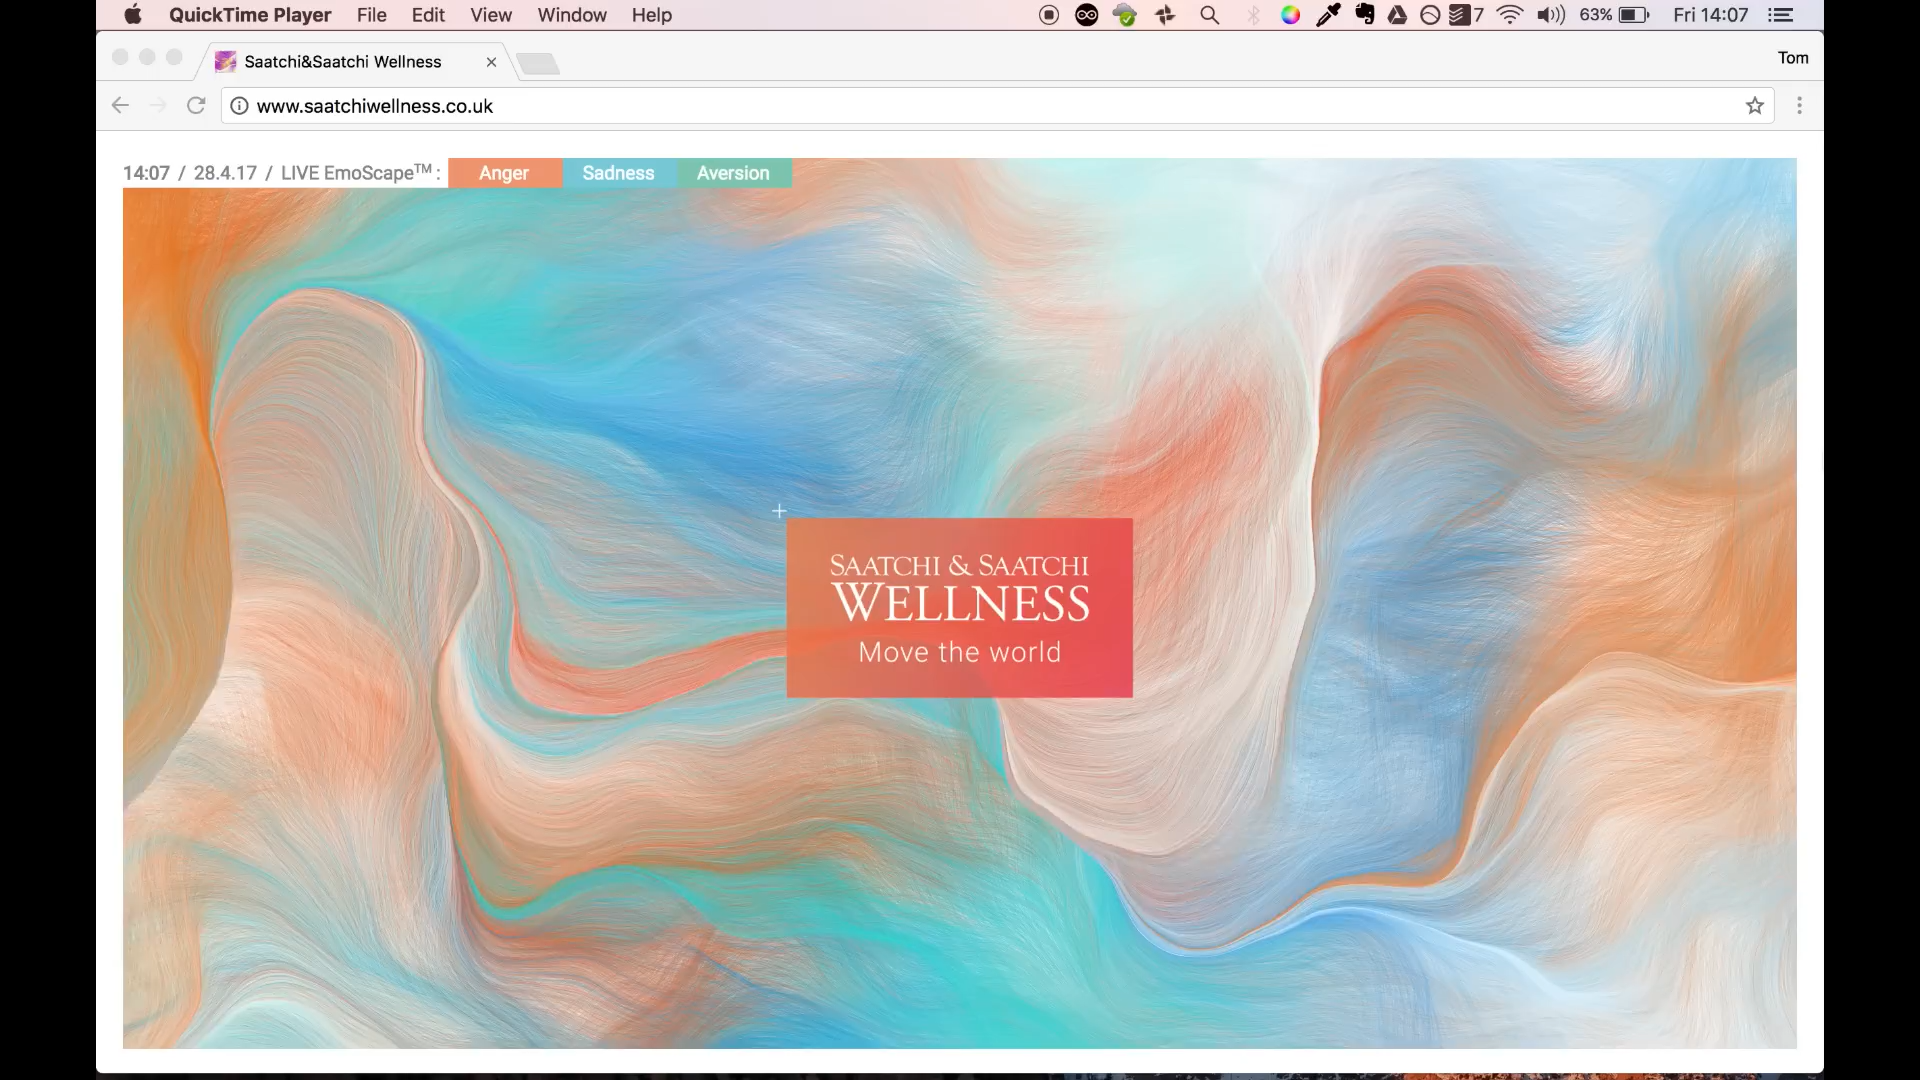 QuickTime Player File Edit View Window Help 7 63% Fri 14:07
Saatchi&Saatchi Wellness Tom
www.saatchiwellness.co.uk
14:07 / 28.4.17 / LIVE EmoScape™ : Anger Sadness Aversion
SAATCHI & SAATCHI
WELLNESS
Move the world